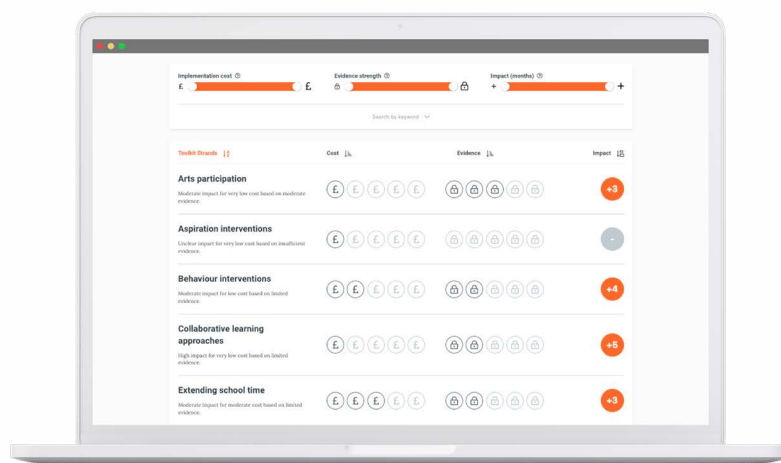 Implementation cost
Evidence strength
Impact (months)
£ £
+ +
Search by keyword
Toolkit Strands Cost Evidence Impact
Arts participation
Moderate impact for very low cost based on moderate
evidence.
£ £ £ £ £
+3
Aspiration interventions
Unclear impact for very low cost based on insufficient
evidence.
£ £ £ £ £
-
Behaviour interventions
Moderate impact for low cost based on limited
evidence.
£ £ £ £ £
+4
Collaborative learning
approaches
High impact for very low cost based on limited
evidence.
£ £ £ £ £
+5
Extending school time
Moderate impact for moderate cost based on limited
evidence.
£ £ £ £ £
+3